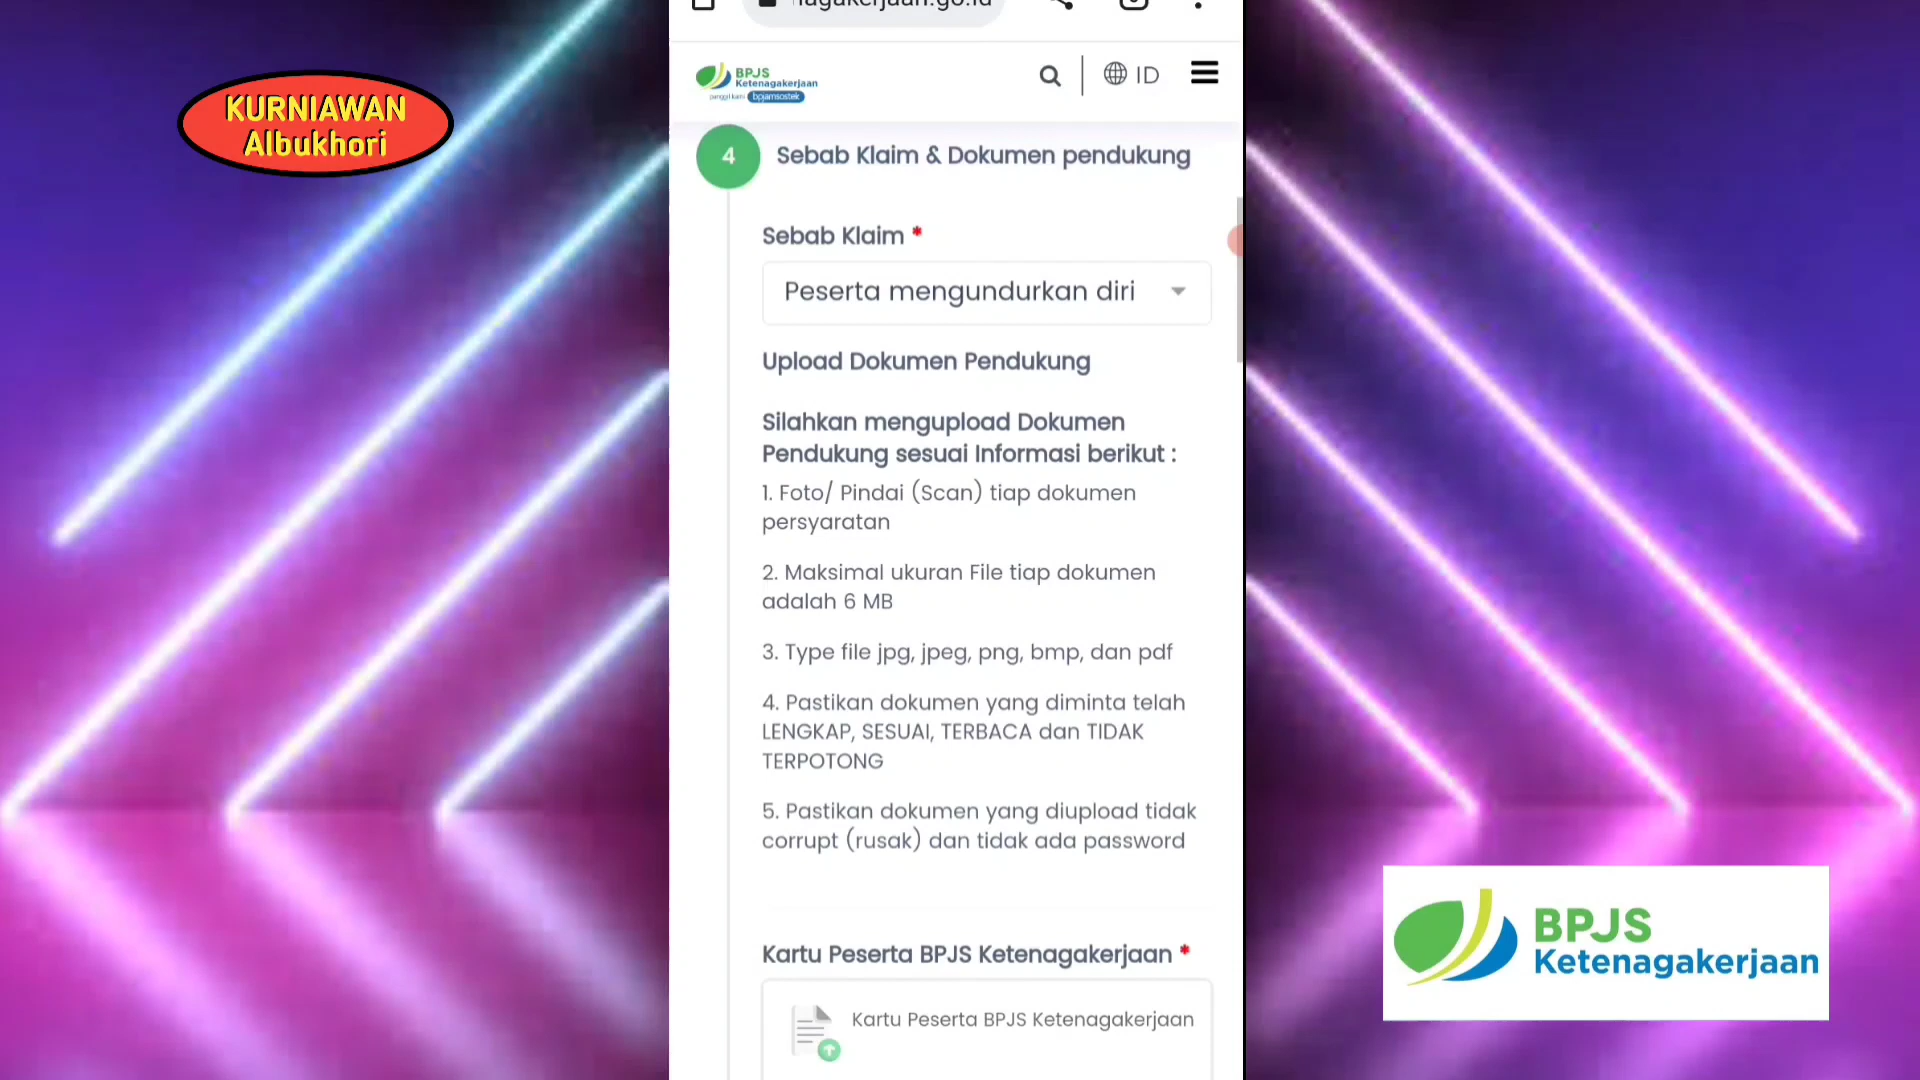 KURNIAWAN
Albukhori
BPJS
Ketenagakerjaan
panggil kami bpjamsostek
ID
4
Sebab Klaim & Dokumen pendukung
Sebab Klaim *
Peserta mengundurkan diri
Upload Dokumen Pendukung
Silahkan mengupload Dokumen
Pendukung sesuai Informasi berikut :
1. Foto/ Pindai (Scan) tiap dokumen
persyaratan
2. Maksimal ukuran File tiap dokumen
adalah 6 MB
3. Type file jpg, jpeg, png, bmp, dan pdf
4. Pastikan dokumen yang diminta telah
LENGKAP, SESUAI, TERBACA dan TIDAK
TERPOTONG
5. Pastikan dokumen yang diupload tidak
corrupt (rusak) dan tidak ada password
Kartu Peserta BPJS Ketenagakerjaan *
Kartu Peserta BPJS Ketenagakerjaan
BPJS
Ketenagakerjaan